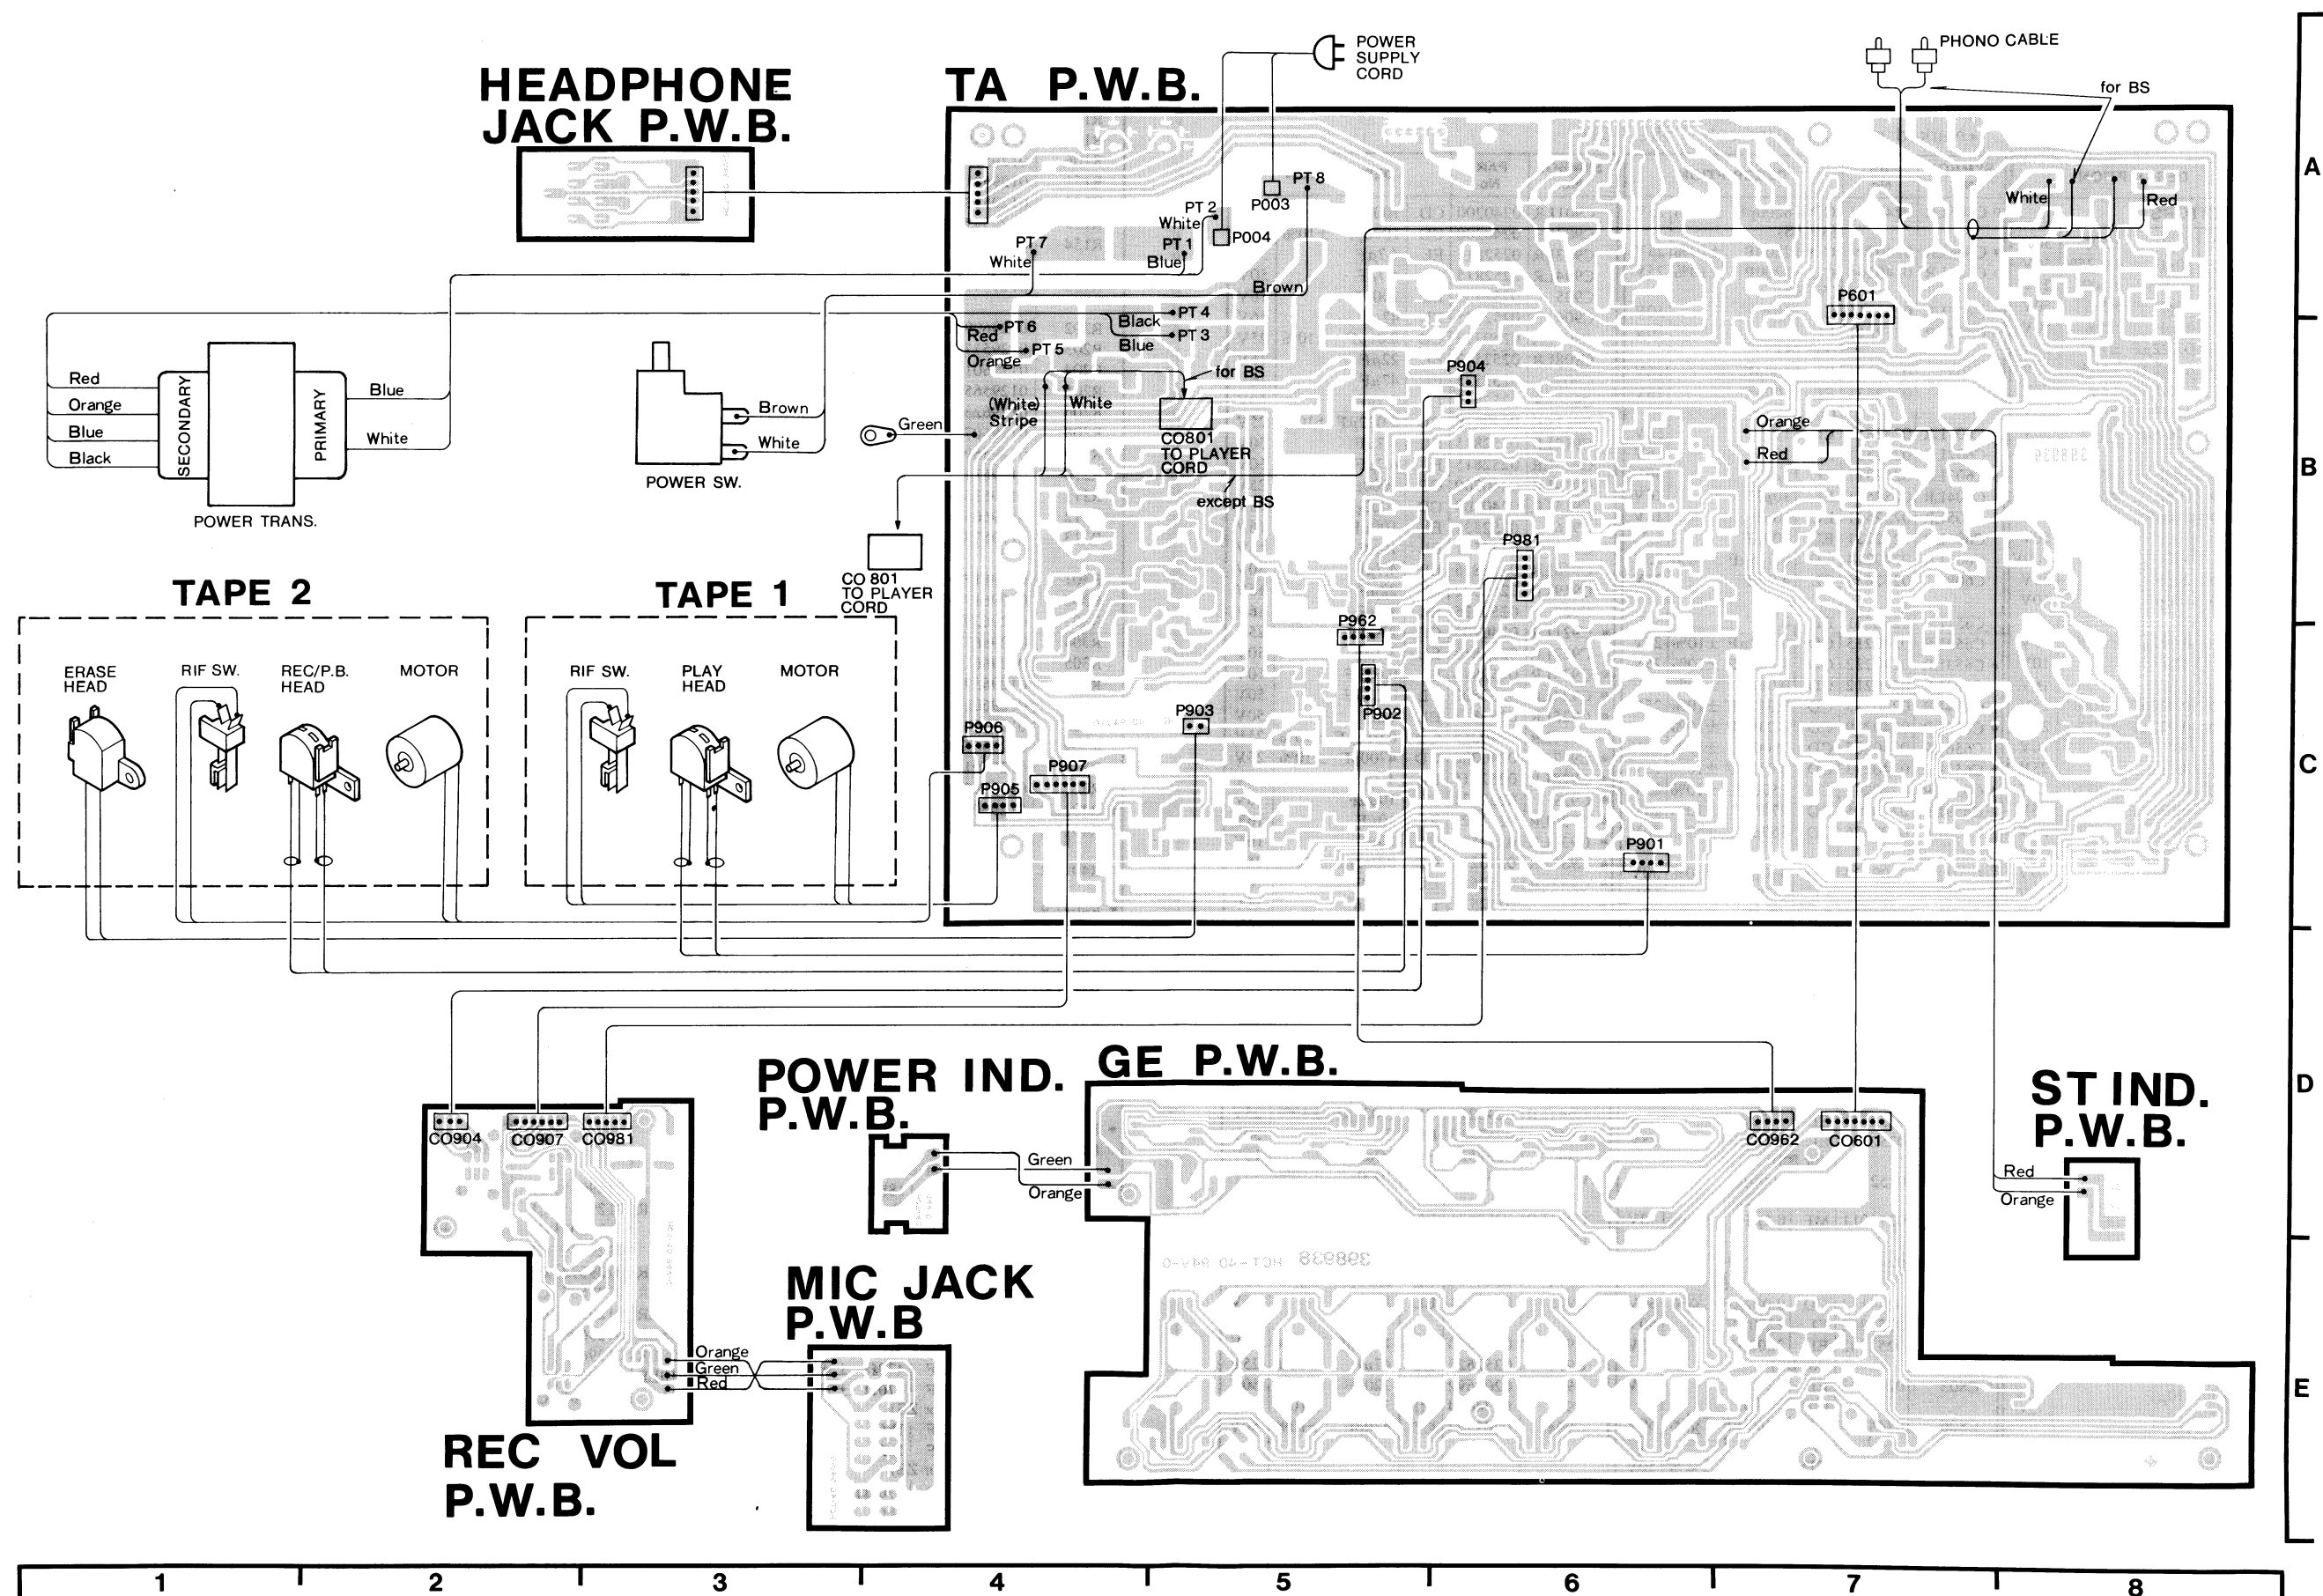 HEADPHONE
JACK P.W.B.
TA P.W.B.
POWER
SUPPLY
CORD
PHONO CABLE
for BS
A
PT 8
P003
PT 2
White
P004
PT 7
White
PT 1
Blue
Brown
White
Red
P601
PT 4
Black
PT 3
Blue
PT 6
Red
PT 5
Orange
for BS
(White)
Stripe
White
CO801
TO PLAYER
CORD
P904
Orange
Red
398936
B
Red
Orange
Blue
Black
SECONDARY
PRIMARY
Blue
White
POWER TRANS.
Brown
White
POWER SW.
Green
except BS
CO 801
TO PLAYER
CORD
P981
P962
P902
P903
P906
P907
P905
P901
C
TAPE 2
ERASE
HEAD
RIF SW.
REC/P.B.
HEAD
MOTOR
TAPE 1
RIF SW.
PLAY
HEAD
MOTOR
POWER IND.
P.W.B.
GE P.W.B.
ST IND.
P.W.B.
D
CO904
CO907
CO981
Green
Orange
CO962
CO601
Red
Orange
398938
MIC JACK
P.W.B
Orange
Green
Red
REC VOL
P.W.B.
E
1
2
3
4
5
6
7
8